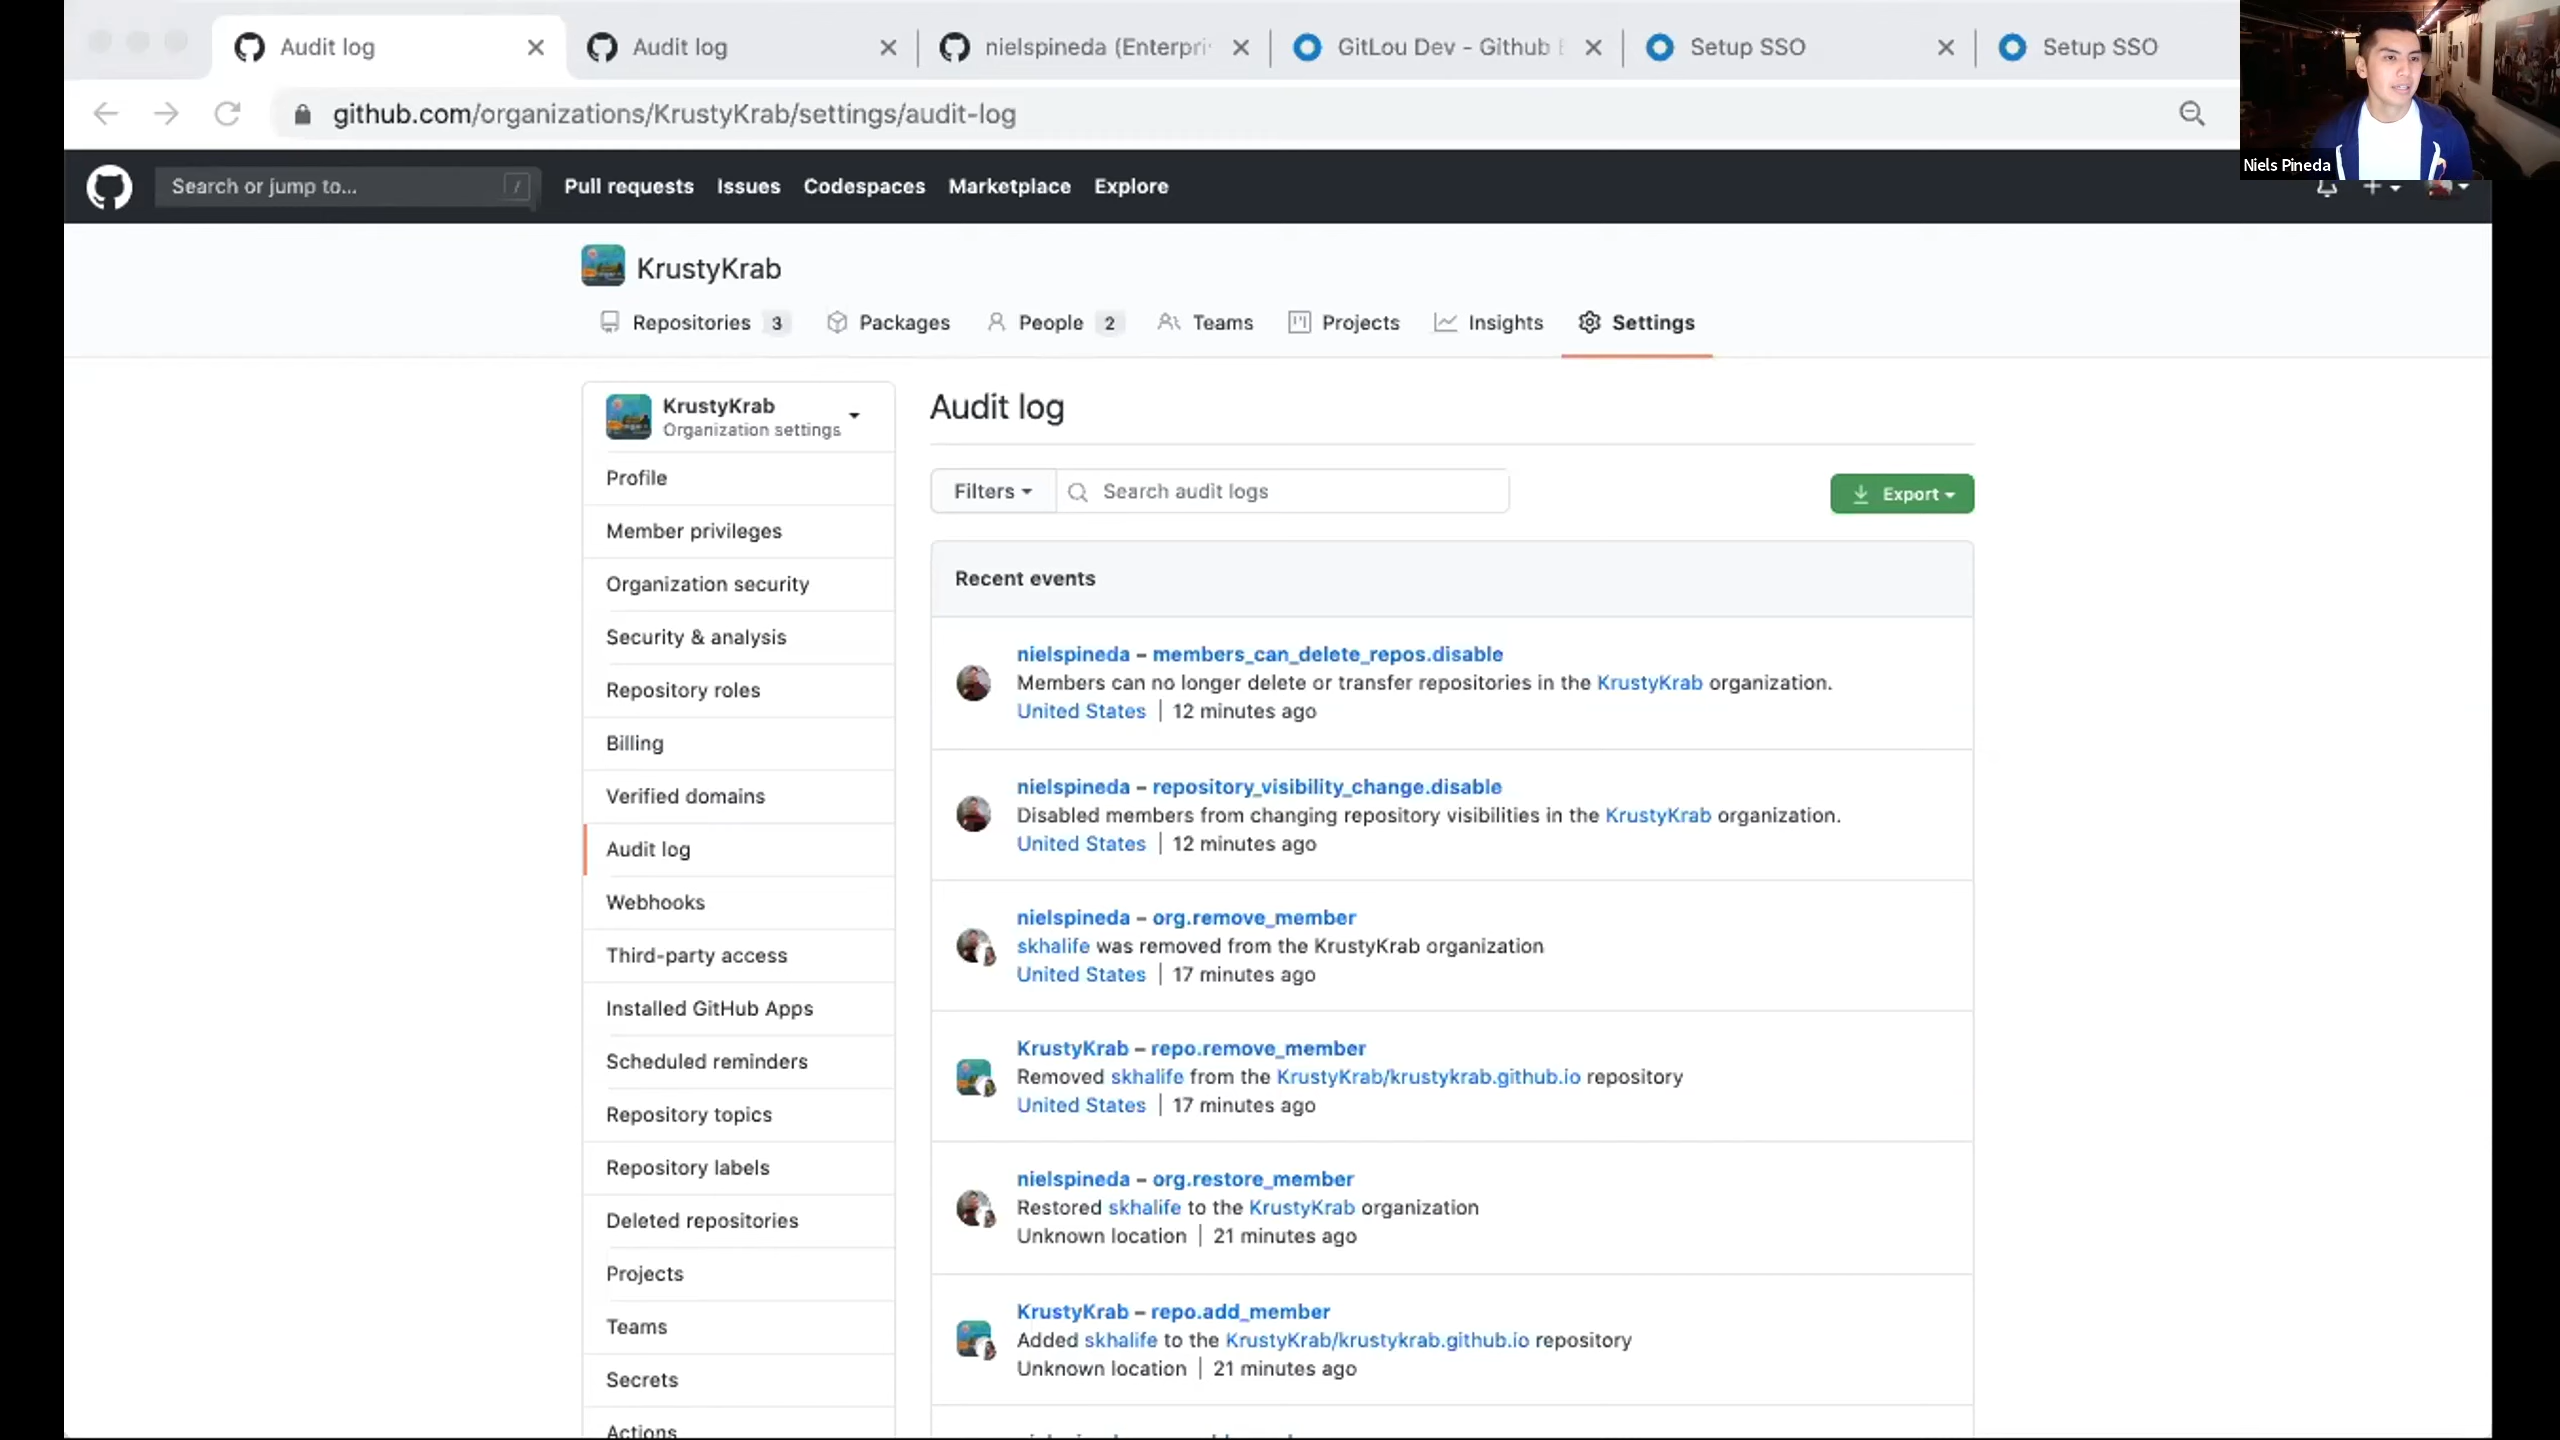 Audit log
Audit log
nielspineda (Enterpri
GitLou Dev - Github
Setup SSO
Setup SSO
github.com/organizations/KrustyKrab/settings/audit-log
Niels Pineda
Search or jump to...
/
Pull requests
Issues
Codespaces
Marketplace
Explore
KrustyKrab
Repositories 3
Packages
People 2
Teams
Projects
Insights
Settings
KrustyKrab
Organization settings
Profile
Member privileges
Organization security
Security & analysis
Repository roles
Billing
Verified domains
Audit log
Webhooks
Third-party access
Installed GitHub Apps
Scheduled reminders
Repository topics
Repository labels
Deleted repositories
Projects
Teams
Secrets
Actions
Audit log
Filters
Search audit logs
Export
Recent events
nielspineda – members_can_delete_repos.disable
Members can no longer delete or transfer repositories in the KrustyKrab organization.
United States | 12 minutes ago
nielspineda – repository_visibility_change.disable
Disabled members from changing repository visibilities in the KrustyKrab organization.
United States | 12 minutes ago
nielspineda – org.remove_member
skhalife was removed from the KrustyKrab organization
United States | 17 minutes ago
KrustyKrab – repo.remove_member
Removed skhalife from the KrustyKrab/krustykrab.github.io repository
United States | 17 minutes ago
nielspineda – org.restore_member
Restored skhalife to the KrustyKrab organization
Unknown location | 21 minutes ago
KrustyKrab – repo.add_member
Added skhalife to the KrustyKrab/krustykrab.github.io repository
Unknown location | 21 minutes ago